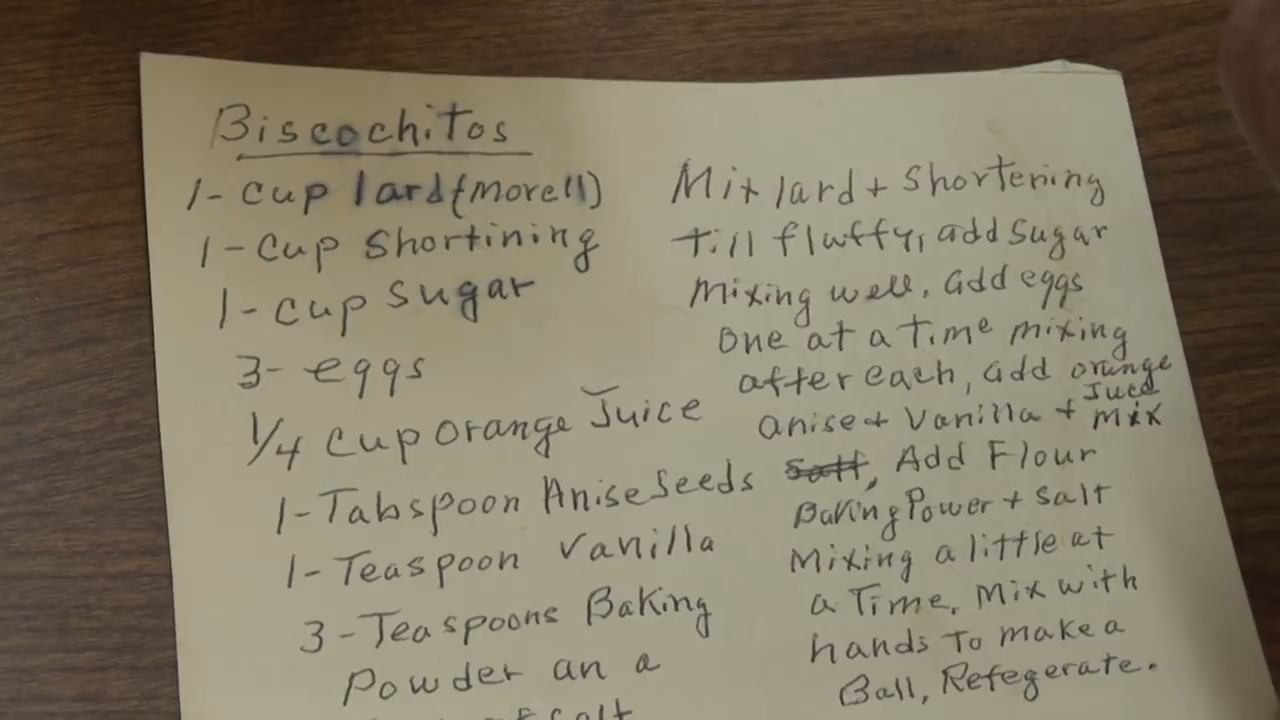 Biscochitos
1- Cup lard (morell)
1- Cup Shortining
1- Cup Sugar
3- eggs
1/4 Cup Orange Juice
1- Tabspoon Anise Seeds
1- Teaspoon Vanilla
3- Teaspoons Baking
Powder an a
salt
Mix lard + Shortening
till fluffy, add Sugar
mixing well. add eggs
One at a Time mixing
after each, add orange
Juce
anise + Vanilla + mix
Salt, Add Flour
Baking Power + Salt
Mixing a little at
a Time. Mix with
hands To make a
Ball, Refegerate.